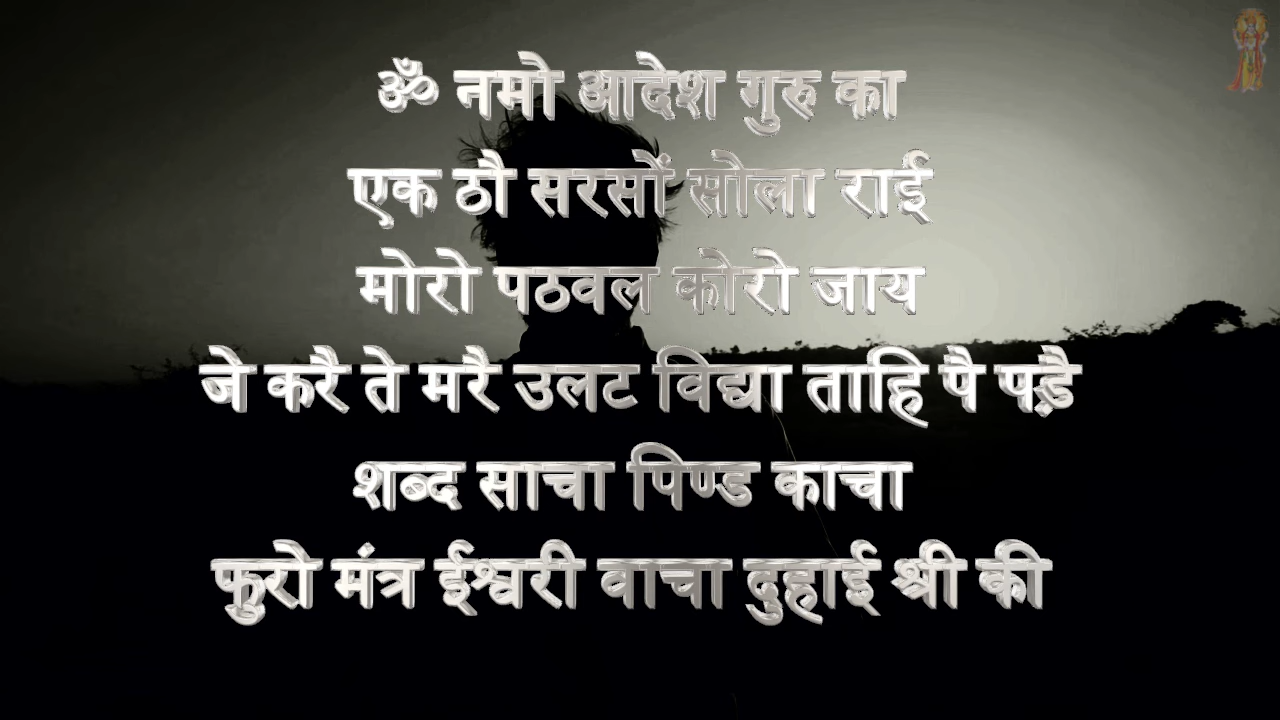 ॐ नमो आदेश गुरु का
एक ठौ सरसों सोला राई
मोरो पठवल कोरो जाय
जे करै ते मरै उलट विद्या ताहि पै पड़ै
शब्द साचा पिण्ड काचा
फुरो मंत्र ईश्वरी वाचा दुहाई श्री की